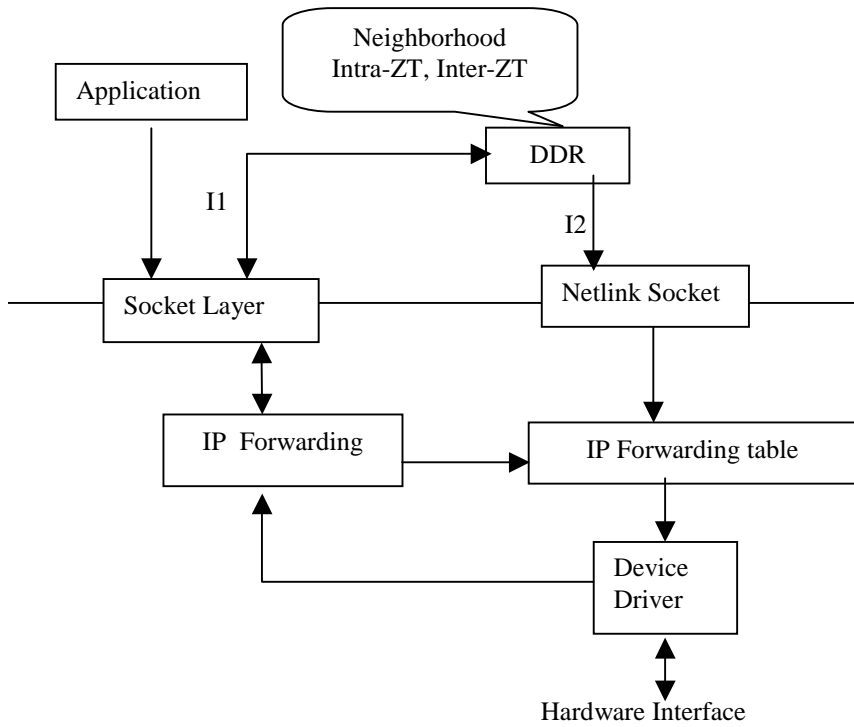 Neighborhood
Intra-ZT, Inter-ZT
Application
DDR
I1
I2
Socket Layer
Netlink Socket
IP Forwarding
IP Forwarding table
Device
Driver
Hardware Interface